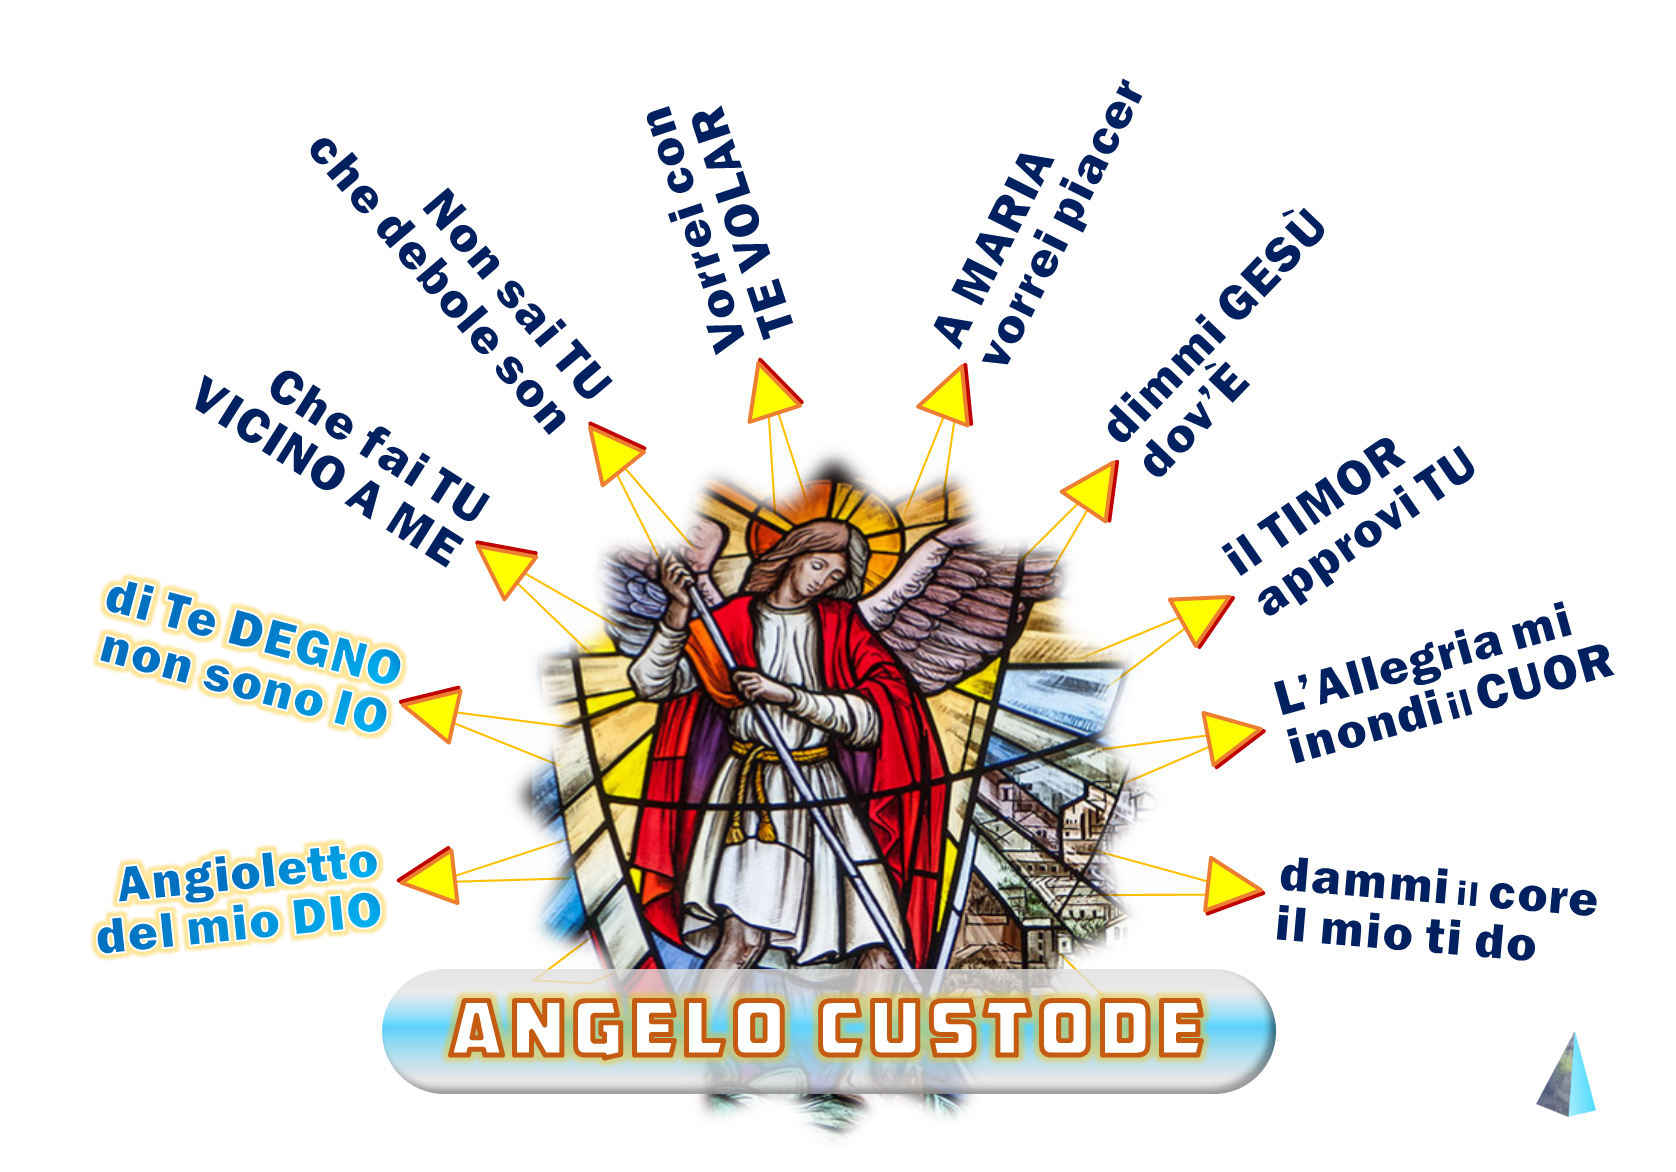 Angioletto
del mio DIO
di Te DEGNO
non sono IO
Che fai TU
VICINO A ME
Non sai TU
che debole son
Vorrei con
TE VOLAR
A MARIA
vorrei piacer
dimmi GESÙ
dov'È
il TIMOR
approvi TU
L'Allegria mi
inondi il CUOR
dammi il core
il mio ti do
ANGELO CUSTODE